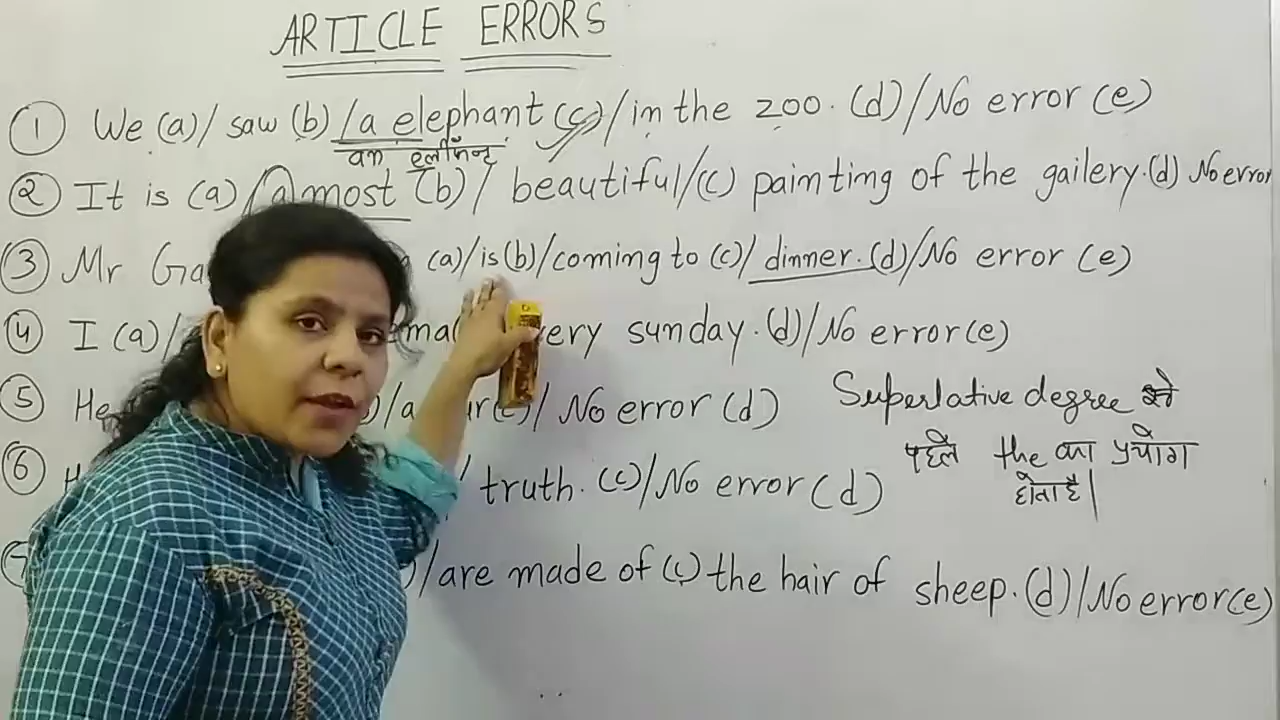 ARTICLE ERRORS
① We (a)/ saw (b) /a elephant (c)/in the zoo. (d)/No error (e)
an एलीफेन्ट
② It is (a)/a most (b)/ beautiful/(c) painting of the gailery.(d) No error
③ Mr Ga (a)/is(b)/coming to (c)/ dinner.(d)/No error (e)
④ I (a)/ very sunday.(d)/No error(e)
⑤ He No error (d)
⑥ truth. (c)/No error (d)
/are made of (c) the hair of sheep.(d)/No error(e)
Superlative degree से
पहले the का प्रयोग
होता है।